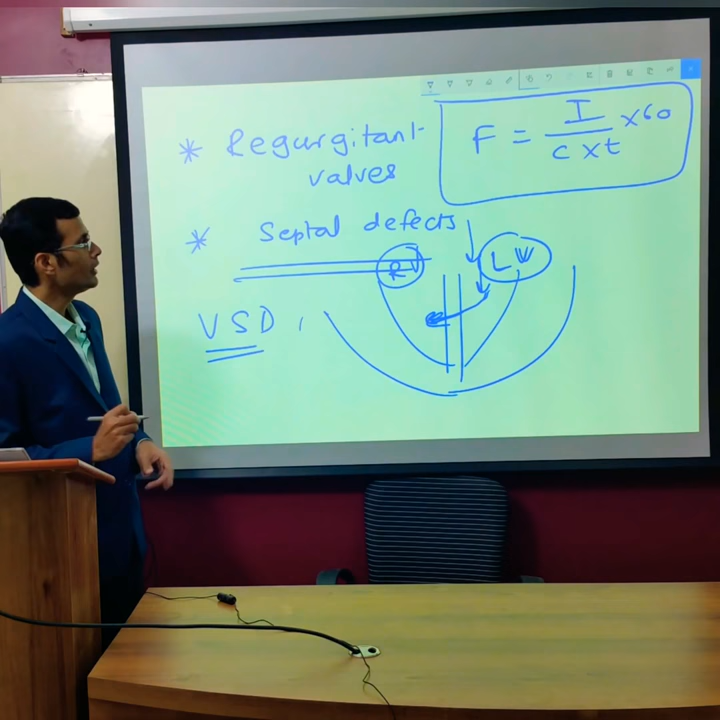 * Regurgitant
valves
F = I / c x t x 60
* Septal defects
RV
LV
VSD,